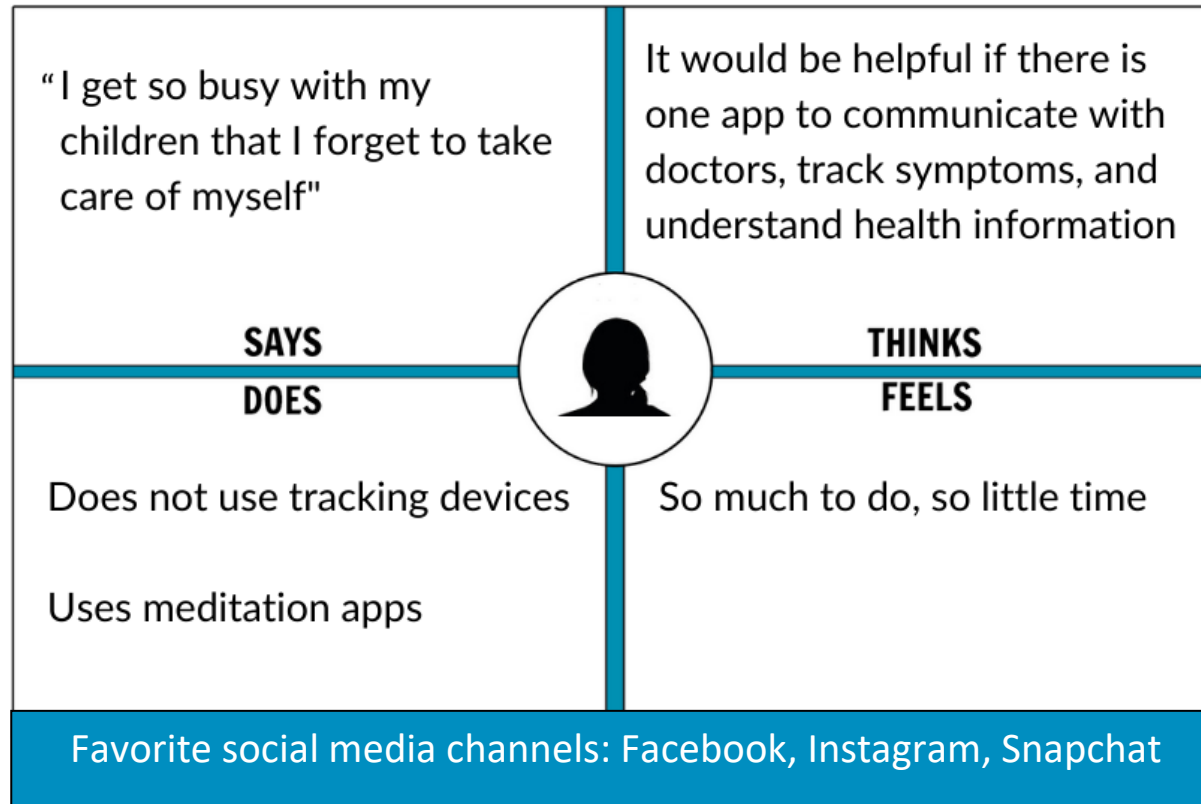 “I get so busy with my
children that I forget to take
care of myself"
SAYS
It would be helpful if there is
one app to communicate with
doctors, track symptoms, and
understand health information
THINKS
DOES
Does not use tracking devices
Uses meditation apps
FEELS
So much to do, so little time
Favorite social media channels: Facebook, Instagram, Snapchat